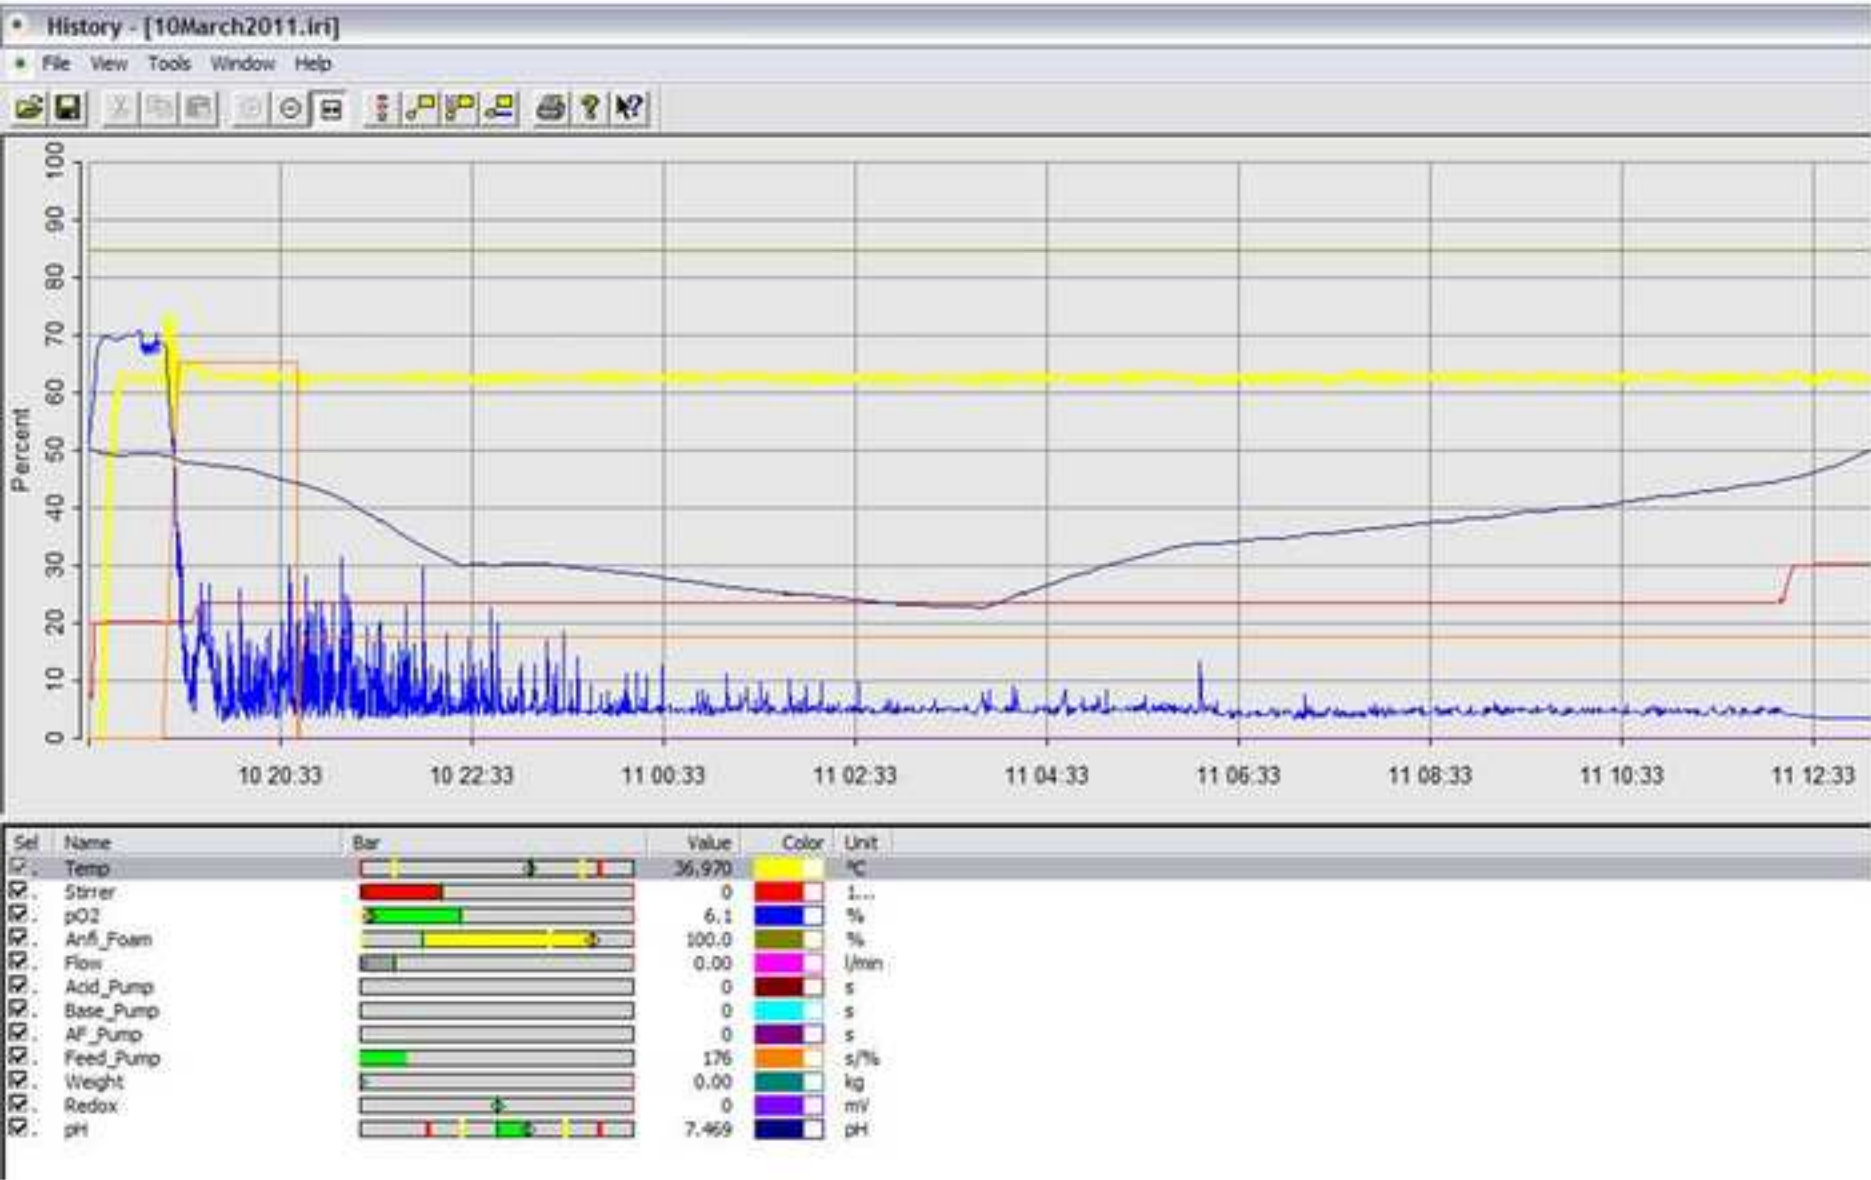 History - [10March2011.iri]
File View Tools Window Help
100
90
80
70
60
50
40
30
20
10
0
Percent
10 20:33 10 22:33 11 00:33 11 02:33 11 04:33 11 06:33 11 08:33 11 10:33 11 12:33
Sel Name Bar Value Color Unit
Temp 36.970 °C
Stirrer 0 1...
pO2 6.1 %
Anfi_Foam 100.0 %
Flow 0.00 l/min
Acid_Pump 0 s
Base_Pump 0 s
AF_Pump 0 s
Feed_Pump 176 s/%
Weight 0.00 kg
Redox 0 mV
pH 7.469 pH